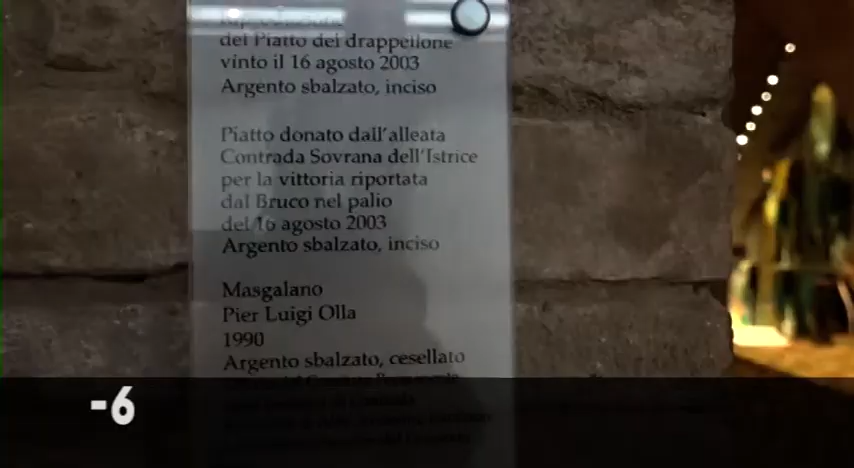 del Piatto del drappellone
vinto il 16 agosto 2003
Argento sbalzato, inciso
Piatto donato dall'alleata
Contrada Sovrana dell'Istrice
per la vittoria riportata
dal Bruco nel palio
del 16 agosto 2003
Argento sbalzato, inciso
Masgalano
Pier Luigi Olla
1990
Argento sbalzato, cesellato
-6